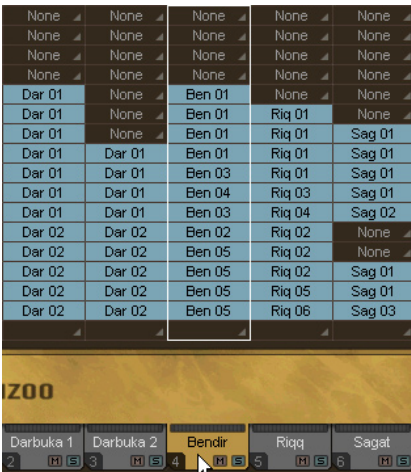 None None None None None
None None None None None
None None None None None
None None None None None
Dar 01 None Ben 01 None None
Dar 01 None Ben 01 Riq 01 None
Dar 01 None Ben 01 Riq 01 Sag 01
Dar 01 Dar 01 Ben 01 Riq 01 Sag 01
Dar 01 Dar 01 Ben 03 Riq 01 Sag 01
Dar 01 Dar 01 Ben 04 Riq 03 Sag 01
Dar 01 Dar 01 Ben 03 Riq 04 Sag 02
Dar 02 Dar 02 Ben 02 Riq 02 None
Dar 02 Dar 02 Ben 05 Riq 02 None
Dar 02 Dar 02 Ben 05 Riq 02 Sag 01
Dar 02 Dar 02 Ben 05 Riq 05 Sag 01
Dar 02 Dar 02 Ben 05 Riq 06 Sag 03
Darbuka 1 Darbuka 2 Bendir Riqq Sagat
2 M S 3 M S 4 M S 5 M S 6 M S